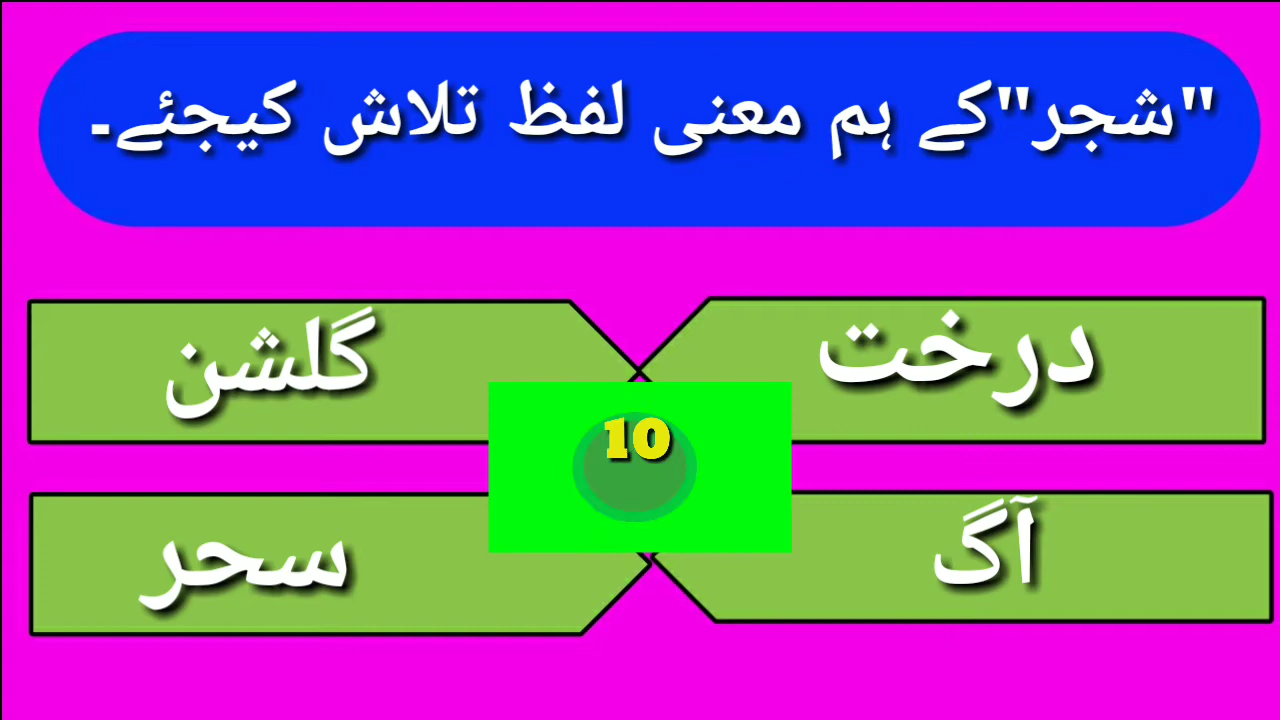 "شجر"کے ہم معنی لفظ تلاش کیجئے۔
درخت
گلشن
10
آگ
سحر